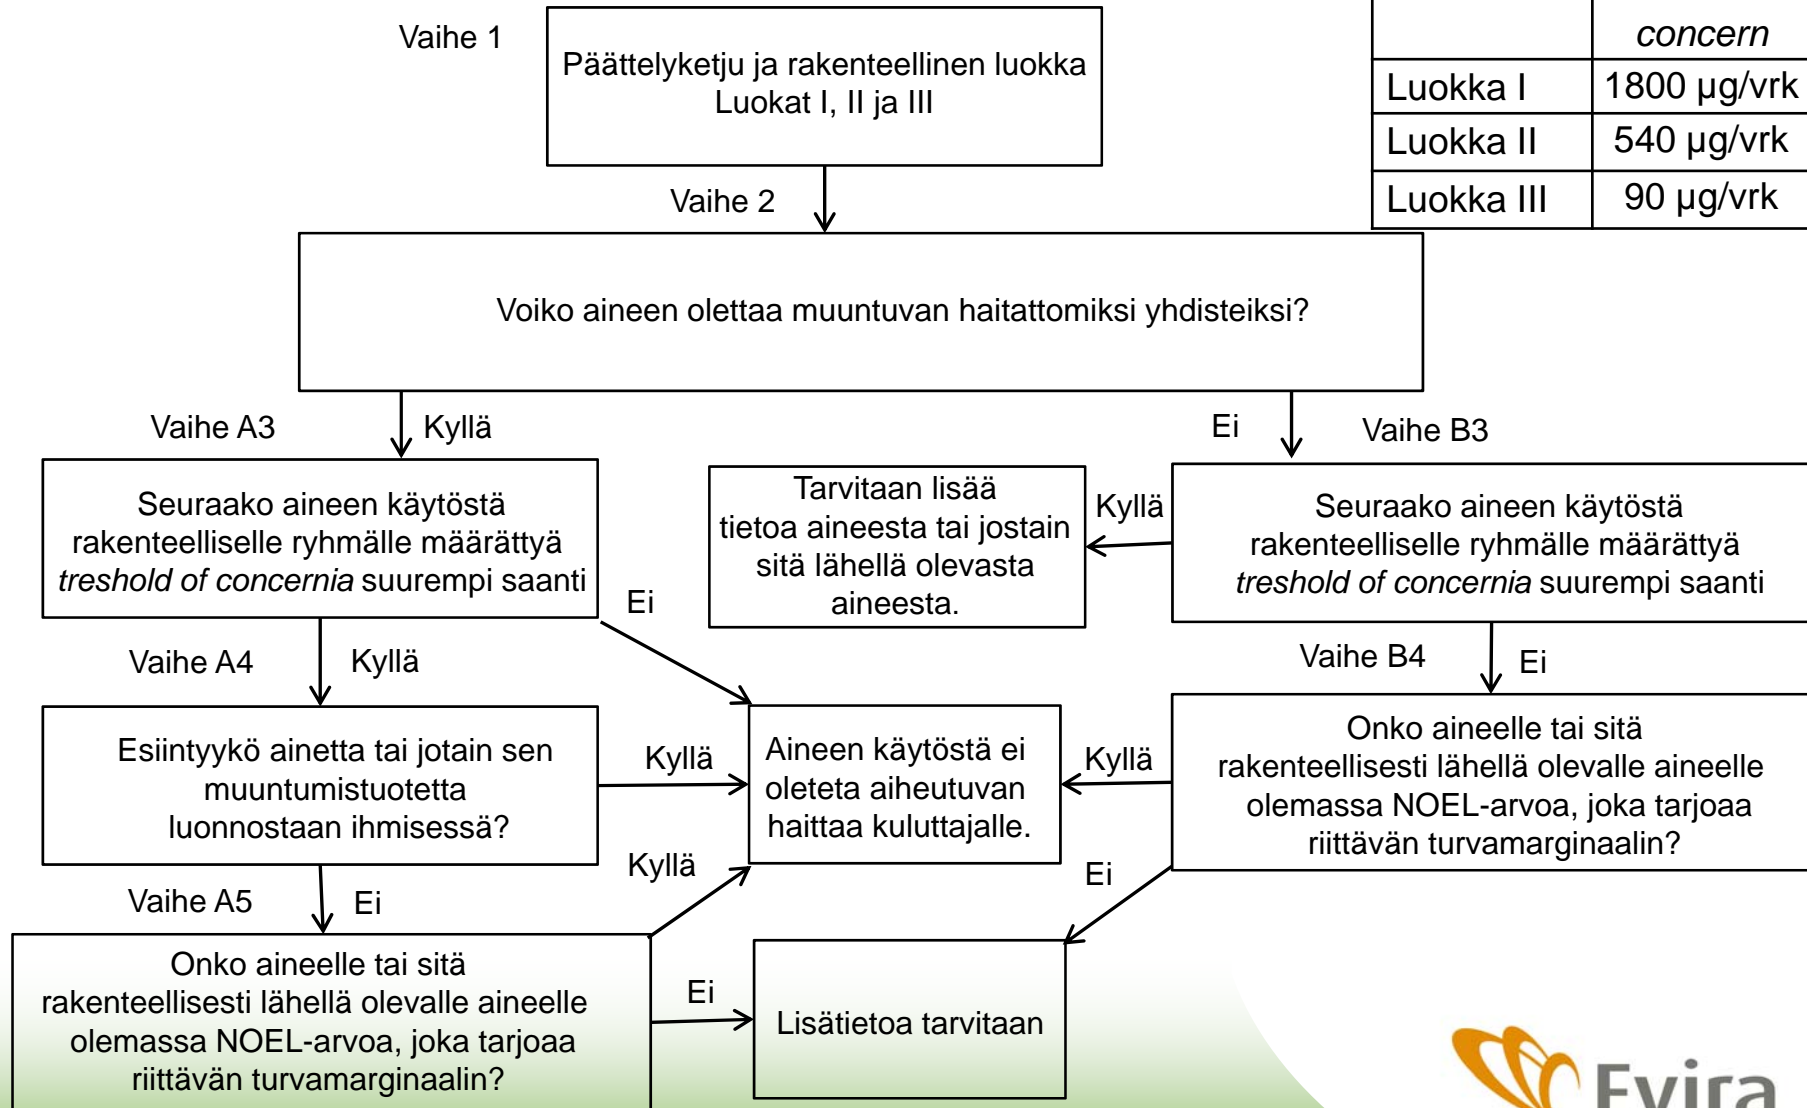 Vaihe 1
Päättelyketju ja rakenteellinen luokka
Luokat I, II ja III
concern
Luokka I 1800 µg/vrk
Luokka II 540 µg/vrk
Luokka III 90 µg/vrk
Vaihe 2
Voiko aineen olettaa muuntuvan haitattomiksi yhdisteiksi?
Vaihe A3
Kyllä
Ei
Vaihe B3
Seuraako aineen käytöstä
rakenteelliselle ryhmälle määrättyä
treshold of concernia suurempi saanti
Ei
Tarvitaan lisää
tietoa aineesta tai jostain
sitä lähellä olevasta
aineesta.
Kyllä
Seuraako aineen käytöstä
rakenteelliselle ryhmälle määrättyä
treshold of concernia suurempi saanti
Vaihe A4
Kyllä
Vaihe B4
Ei
Esiintyykö ainetta tai jotain sen
muuntumistuotetta
luonnostaan ihmisessä?
Kyllä
Aineen käytöstä ei
oleteta aiheutuvan
haittaa kuluttajalle.
Kyllä
Onko aineelle tai sitä
rakenteellisesti lähellä olevalle aineelle
olemassa NOEL-arvoa, joka tarjoaa
riittävän turvamarginaalin?
Vaihe A5
Ei
Kyllä
Ei
Onko aineelle tai sitä
rakenteellisesti lähellä olevalle aineelle
olemassa NOEL-arvoa, joka tarjoaa
riittävän turvamarginaalin?
Ei
Lisätietoa tarvitaan
Evira